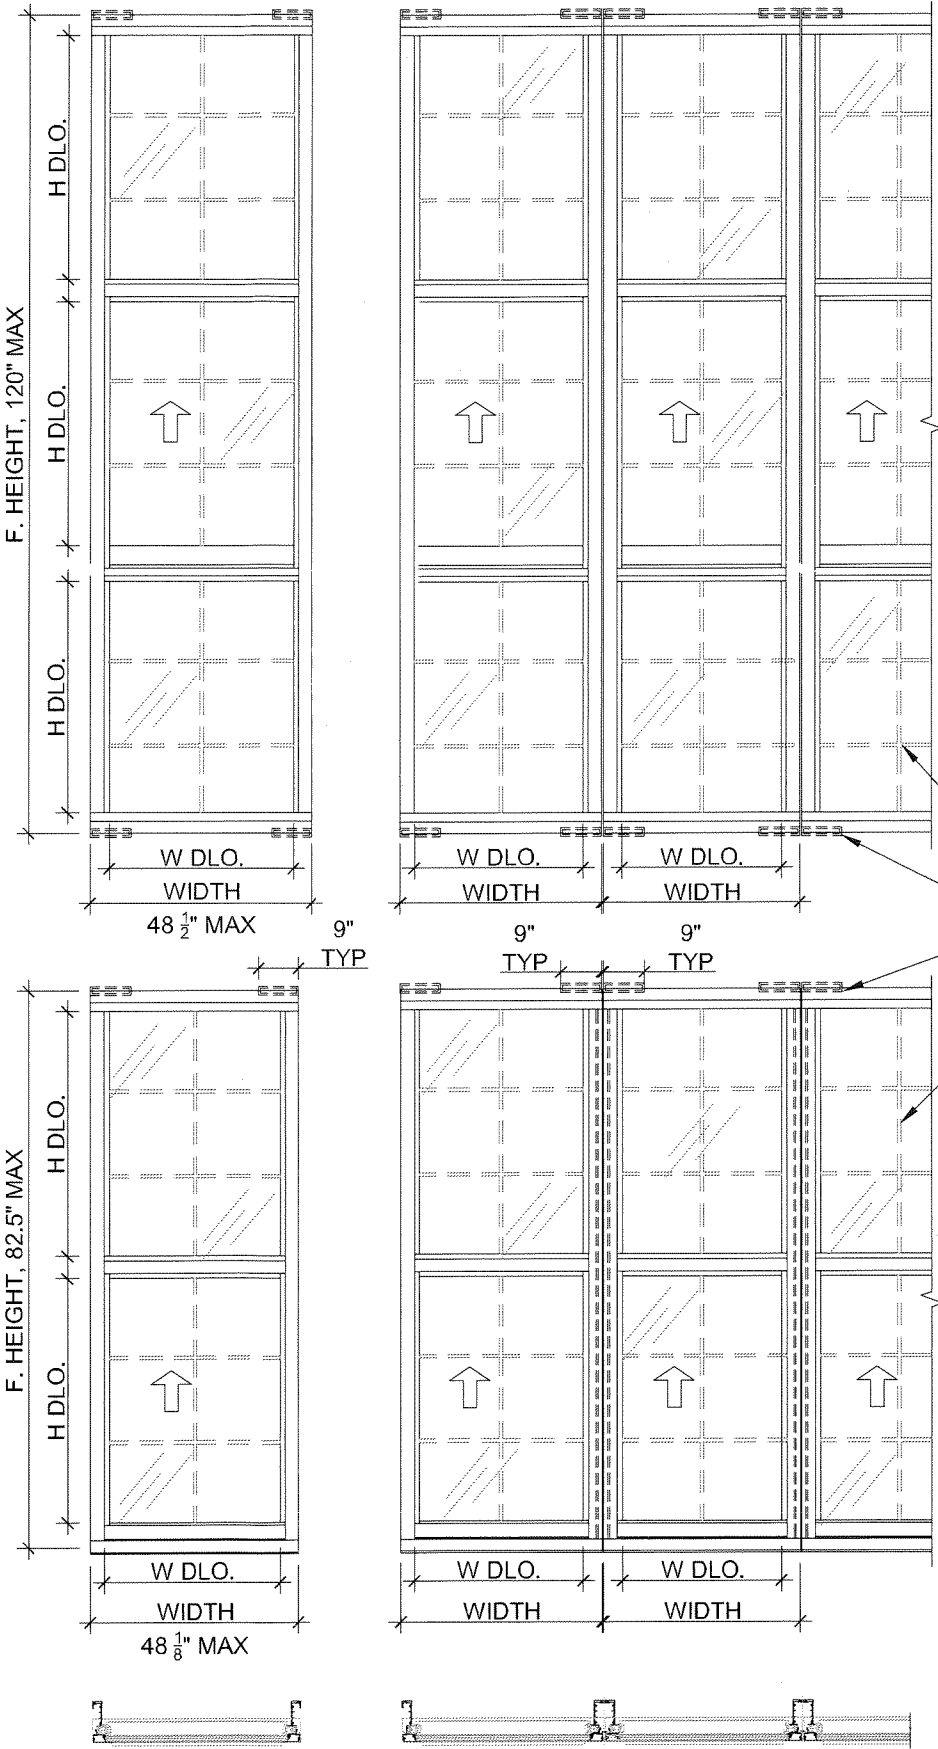 H DLO.
F. HEIGHT, 120" MAX
H DLO.
H DLO.
W DLO.
WIDTH
48 1/2" MAX
W DLO.
WIDTH
W DLO.
WIDTH
9"
TYP
9"
TYP
9"
TYP
H DLO.
F. HEIGHT, 82.5" MAX
H DLO.
W DLO.
WIDTH
48 1/8" MAX
W DLO.
WIDTH
W DLO.
WIDTH